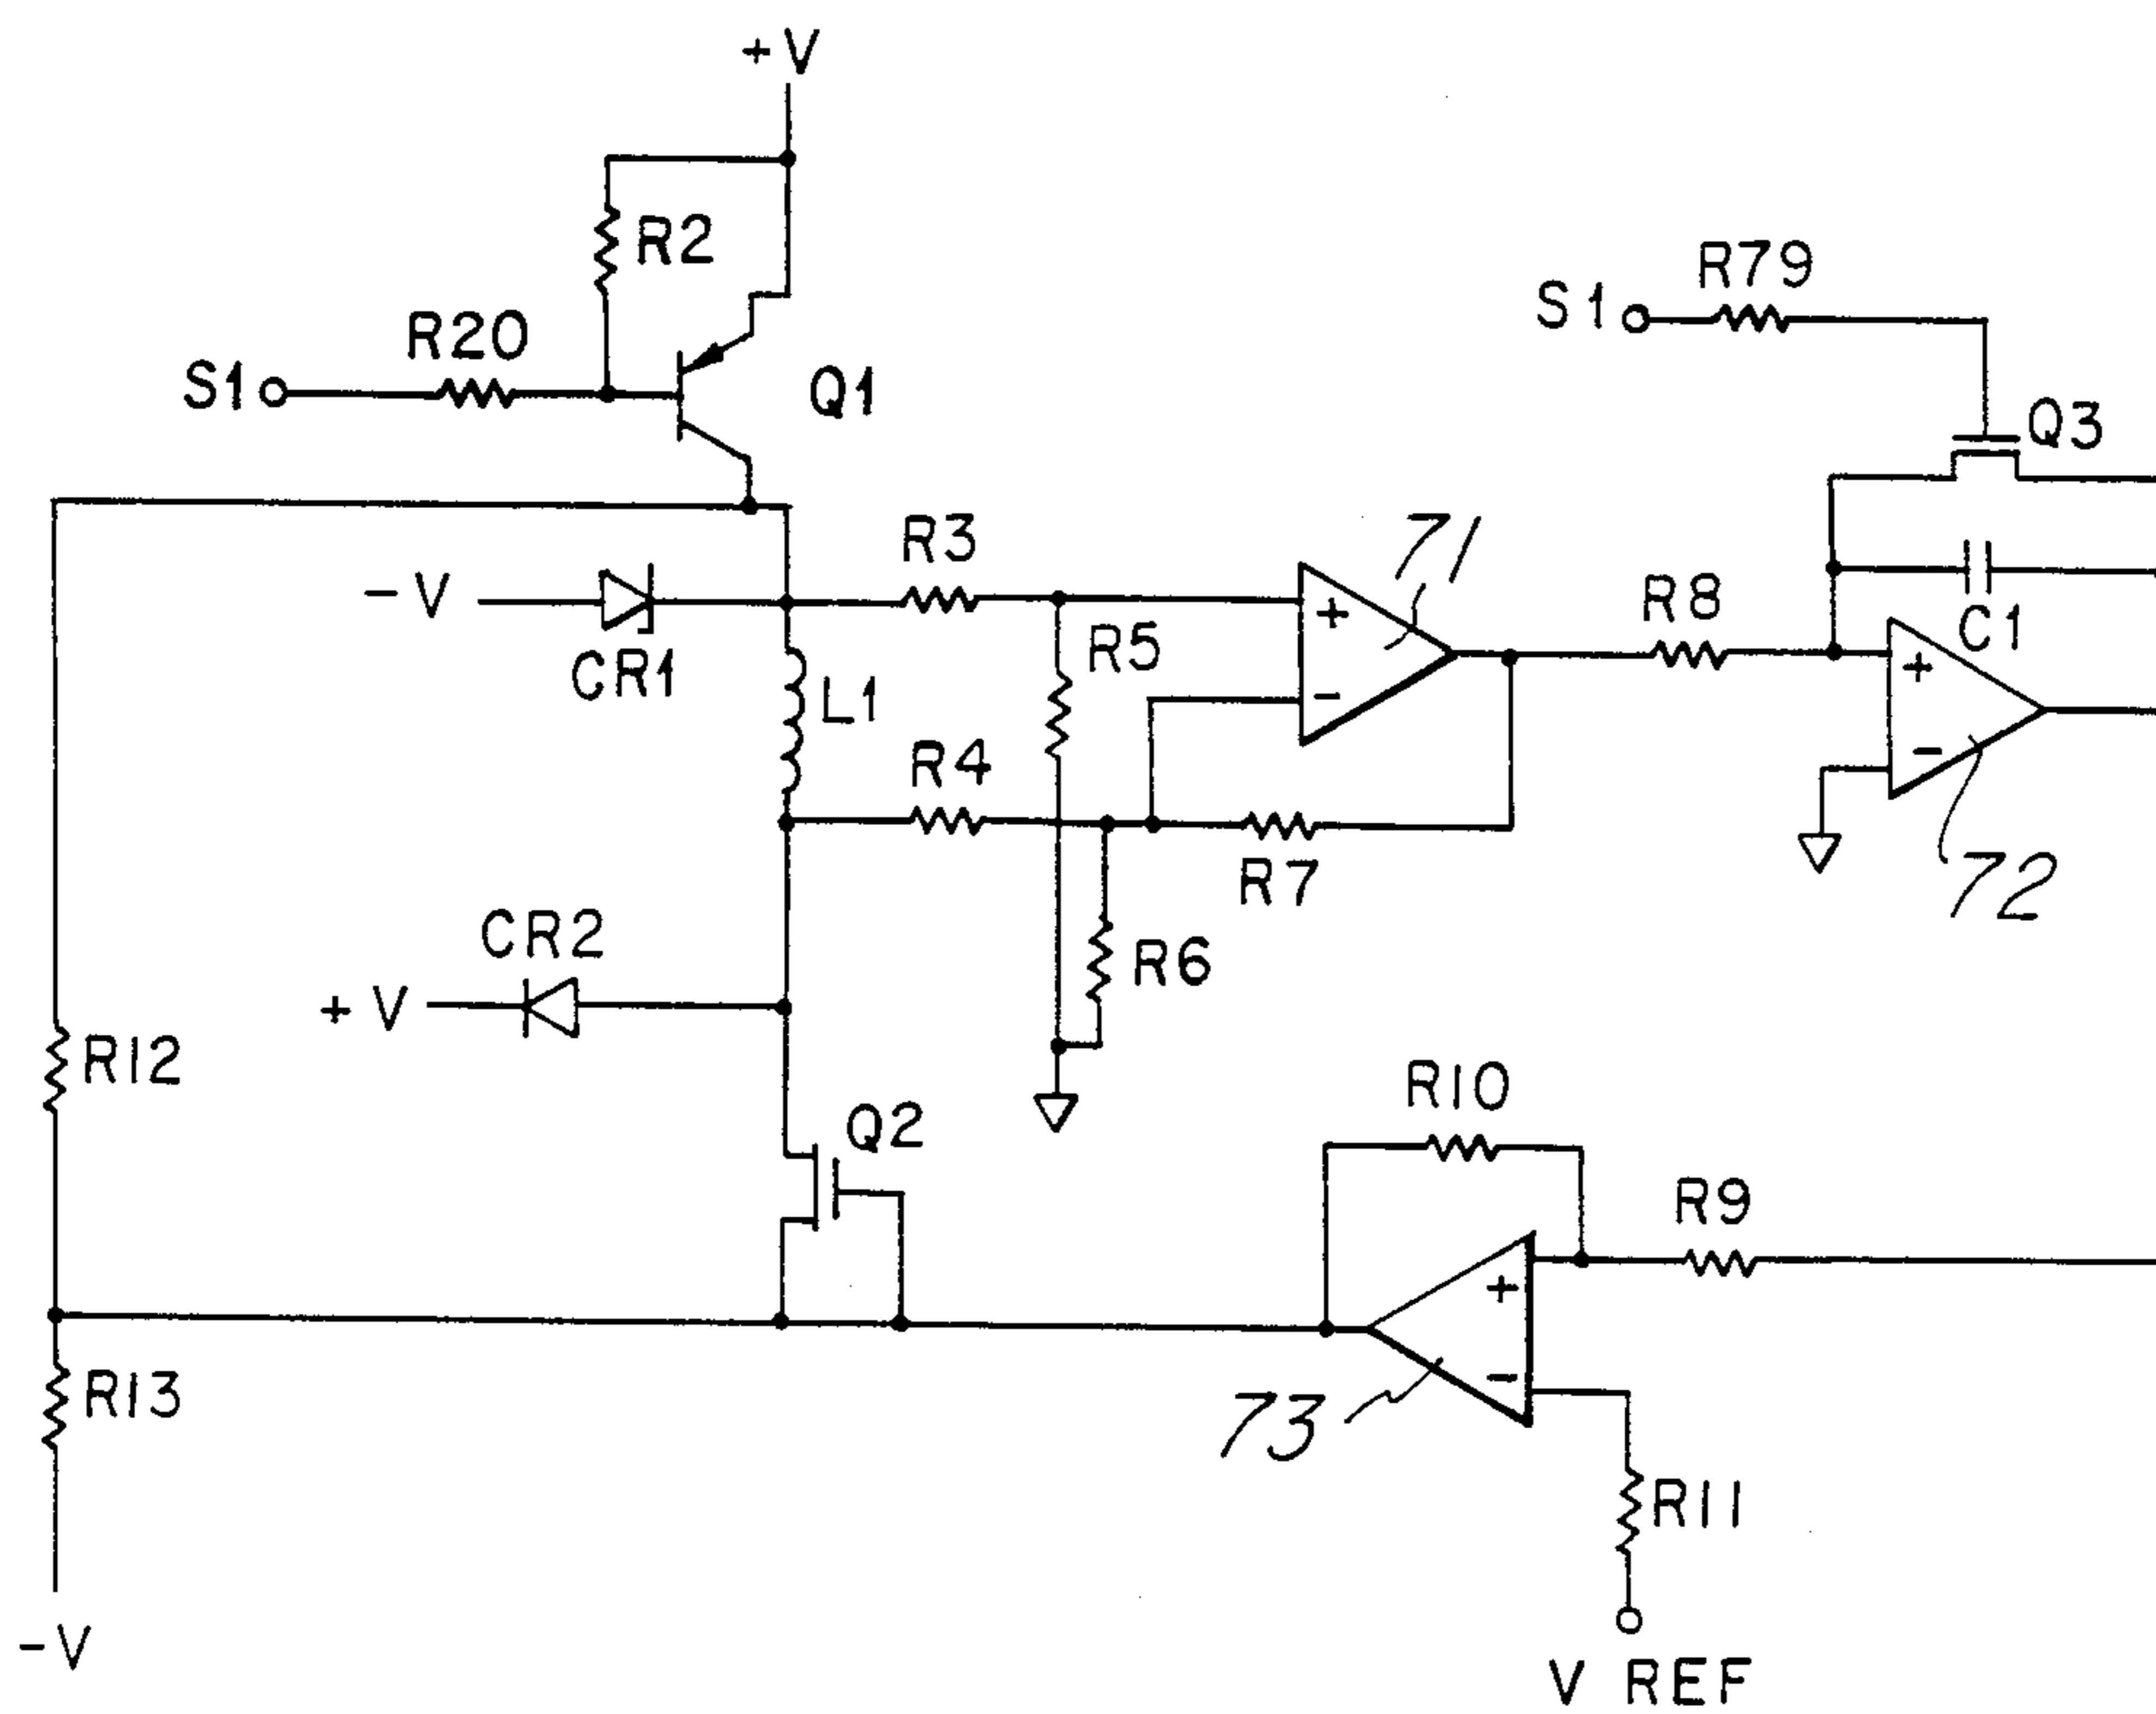 +V
R2
R79
S1
R20
S1
Q1
Q3
R3
71
-V
R8
R5
C1
CR1
+
+
L1
-
R4
-
R7
72
CR2
R6
+V
R12
R10
Q2
R9
+
R13
-
73
R11
-V
V REF